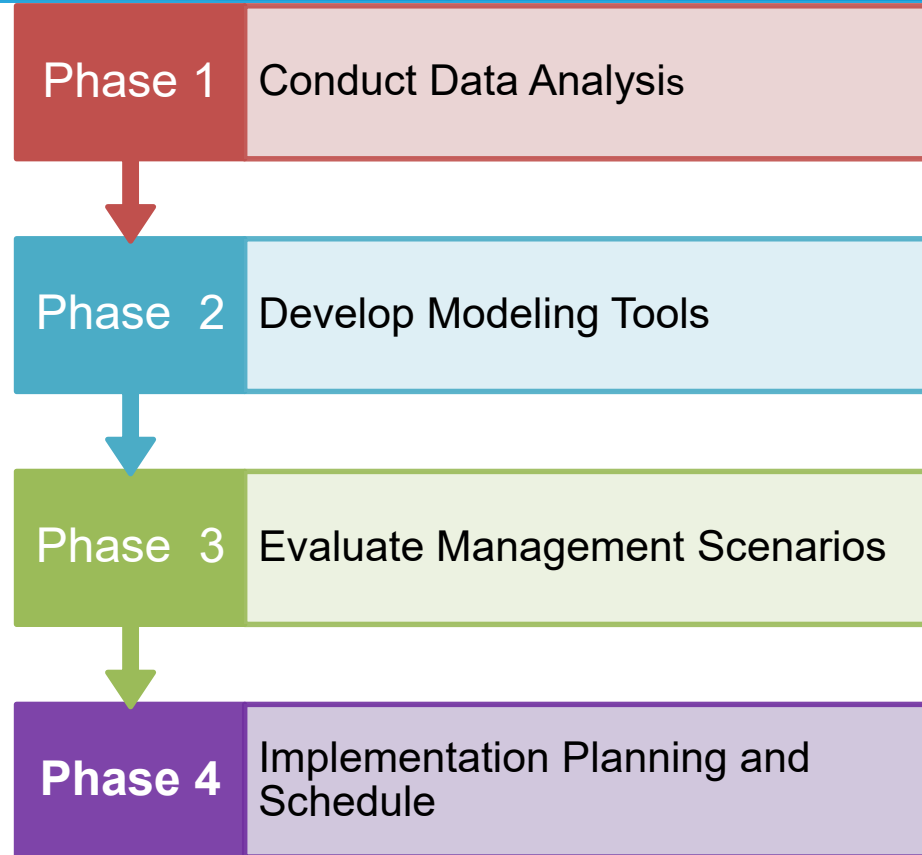 Phase 1
Conduct Data Analysis
Phase 2
Develop Modeling Tools
Phase 3
Evaluate Management Scenarios
Phase 4
Implementation Planning and
Schedule